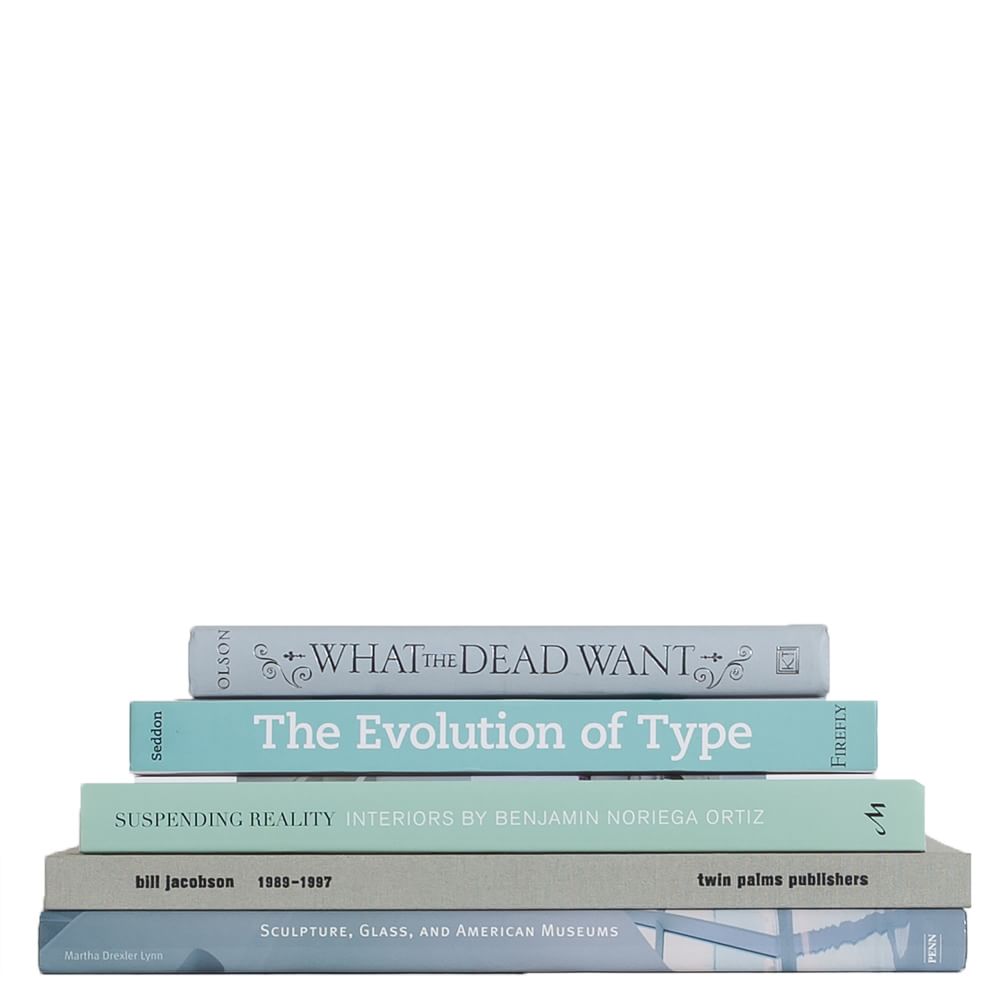 OLSON WHAT THE DEAD WANT KT
Seddon The Evolution of Type FIREFLY
SUSPENDING REALITY INTERIORS BY BENJAMIN NORIEGA ORTIZ M
bill jacobson 1989–1997 twin palms publishers
SCULPTURE, GLASS, AND AMERICAN MUSEUMS
Martha Drexler Lynn PENN